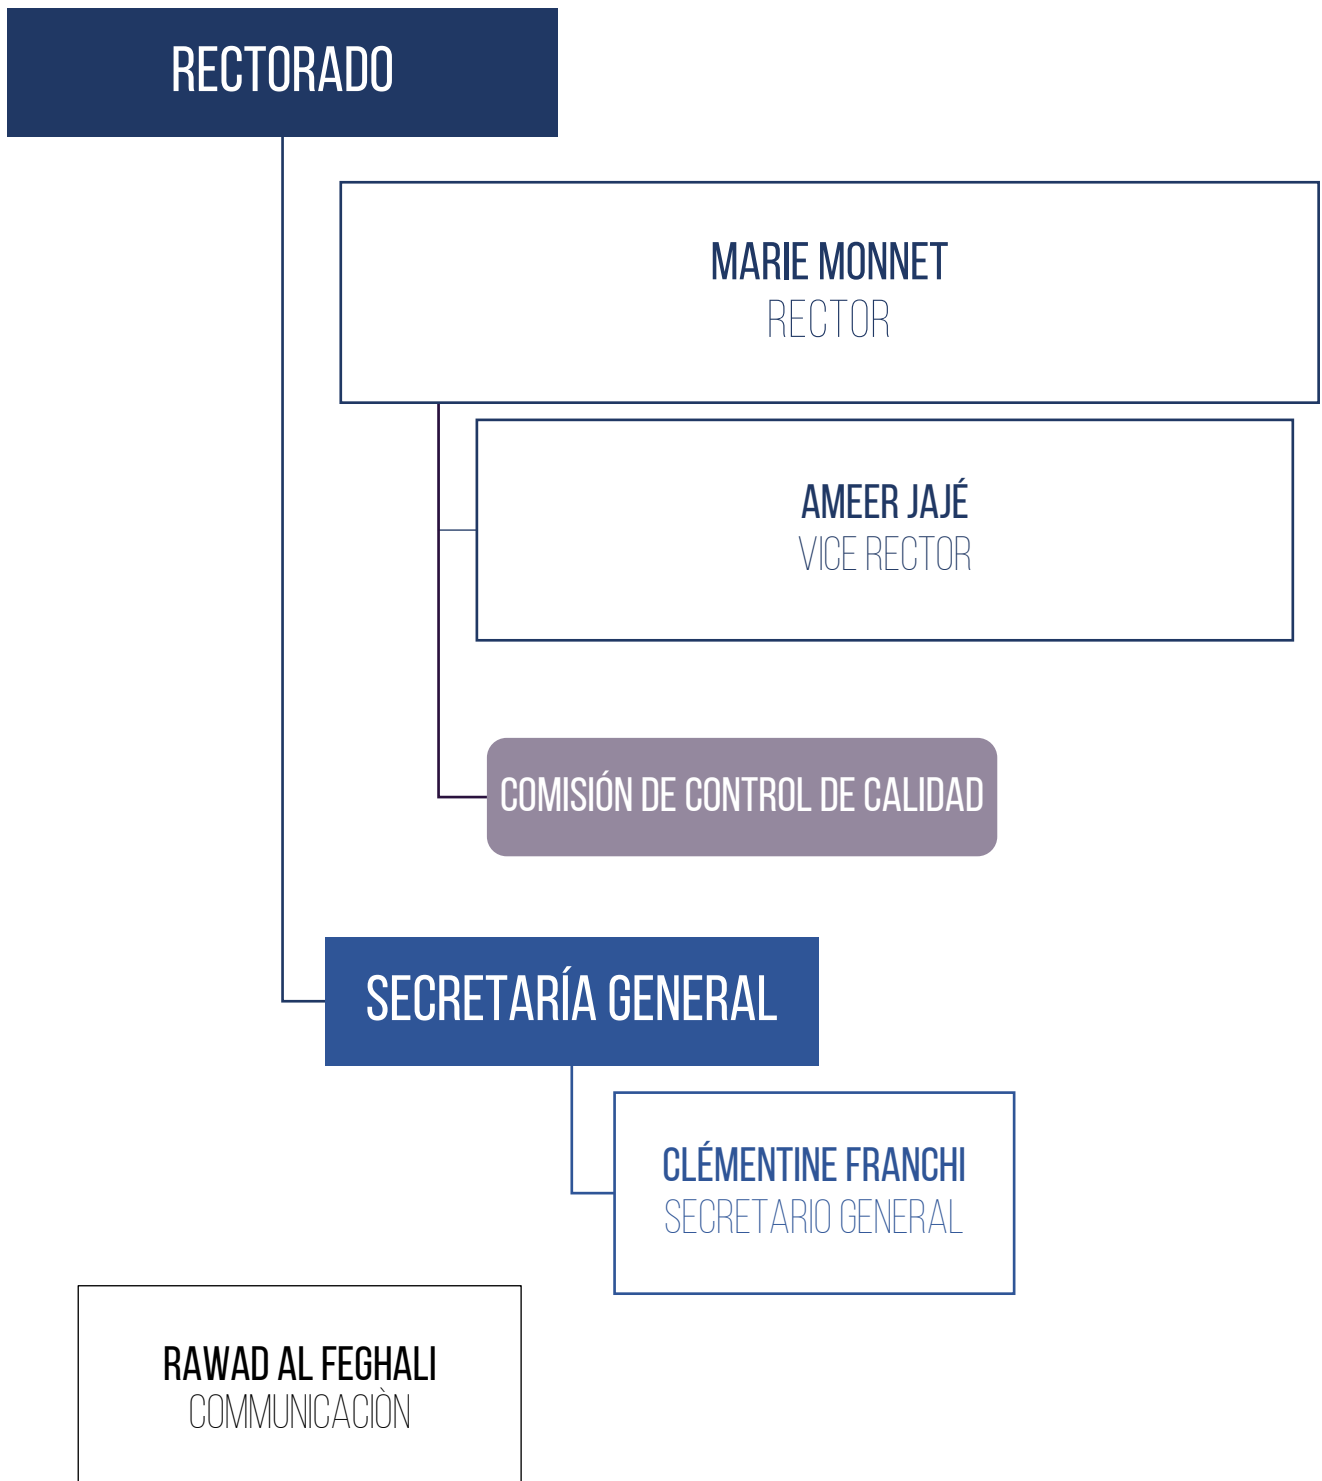 RECTORADO
MARIE MONNET
RECTOR
AMEER JAJÉ
VICE RECTOR
COMISIÓN DE CONTROL DE CALIDAD
SECRETARÍA GENERAL
CLÉMENTINE FRANCHI
SECRETARIO GENERAL
RAWAD AL FEGHALI
COMMUNICACIÒN